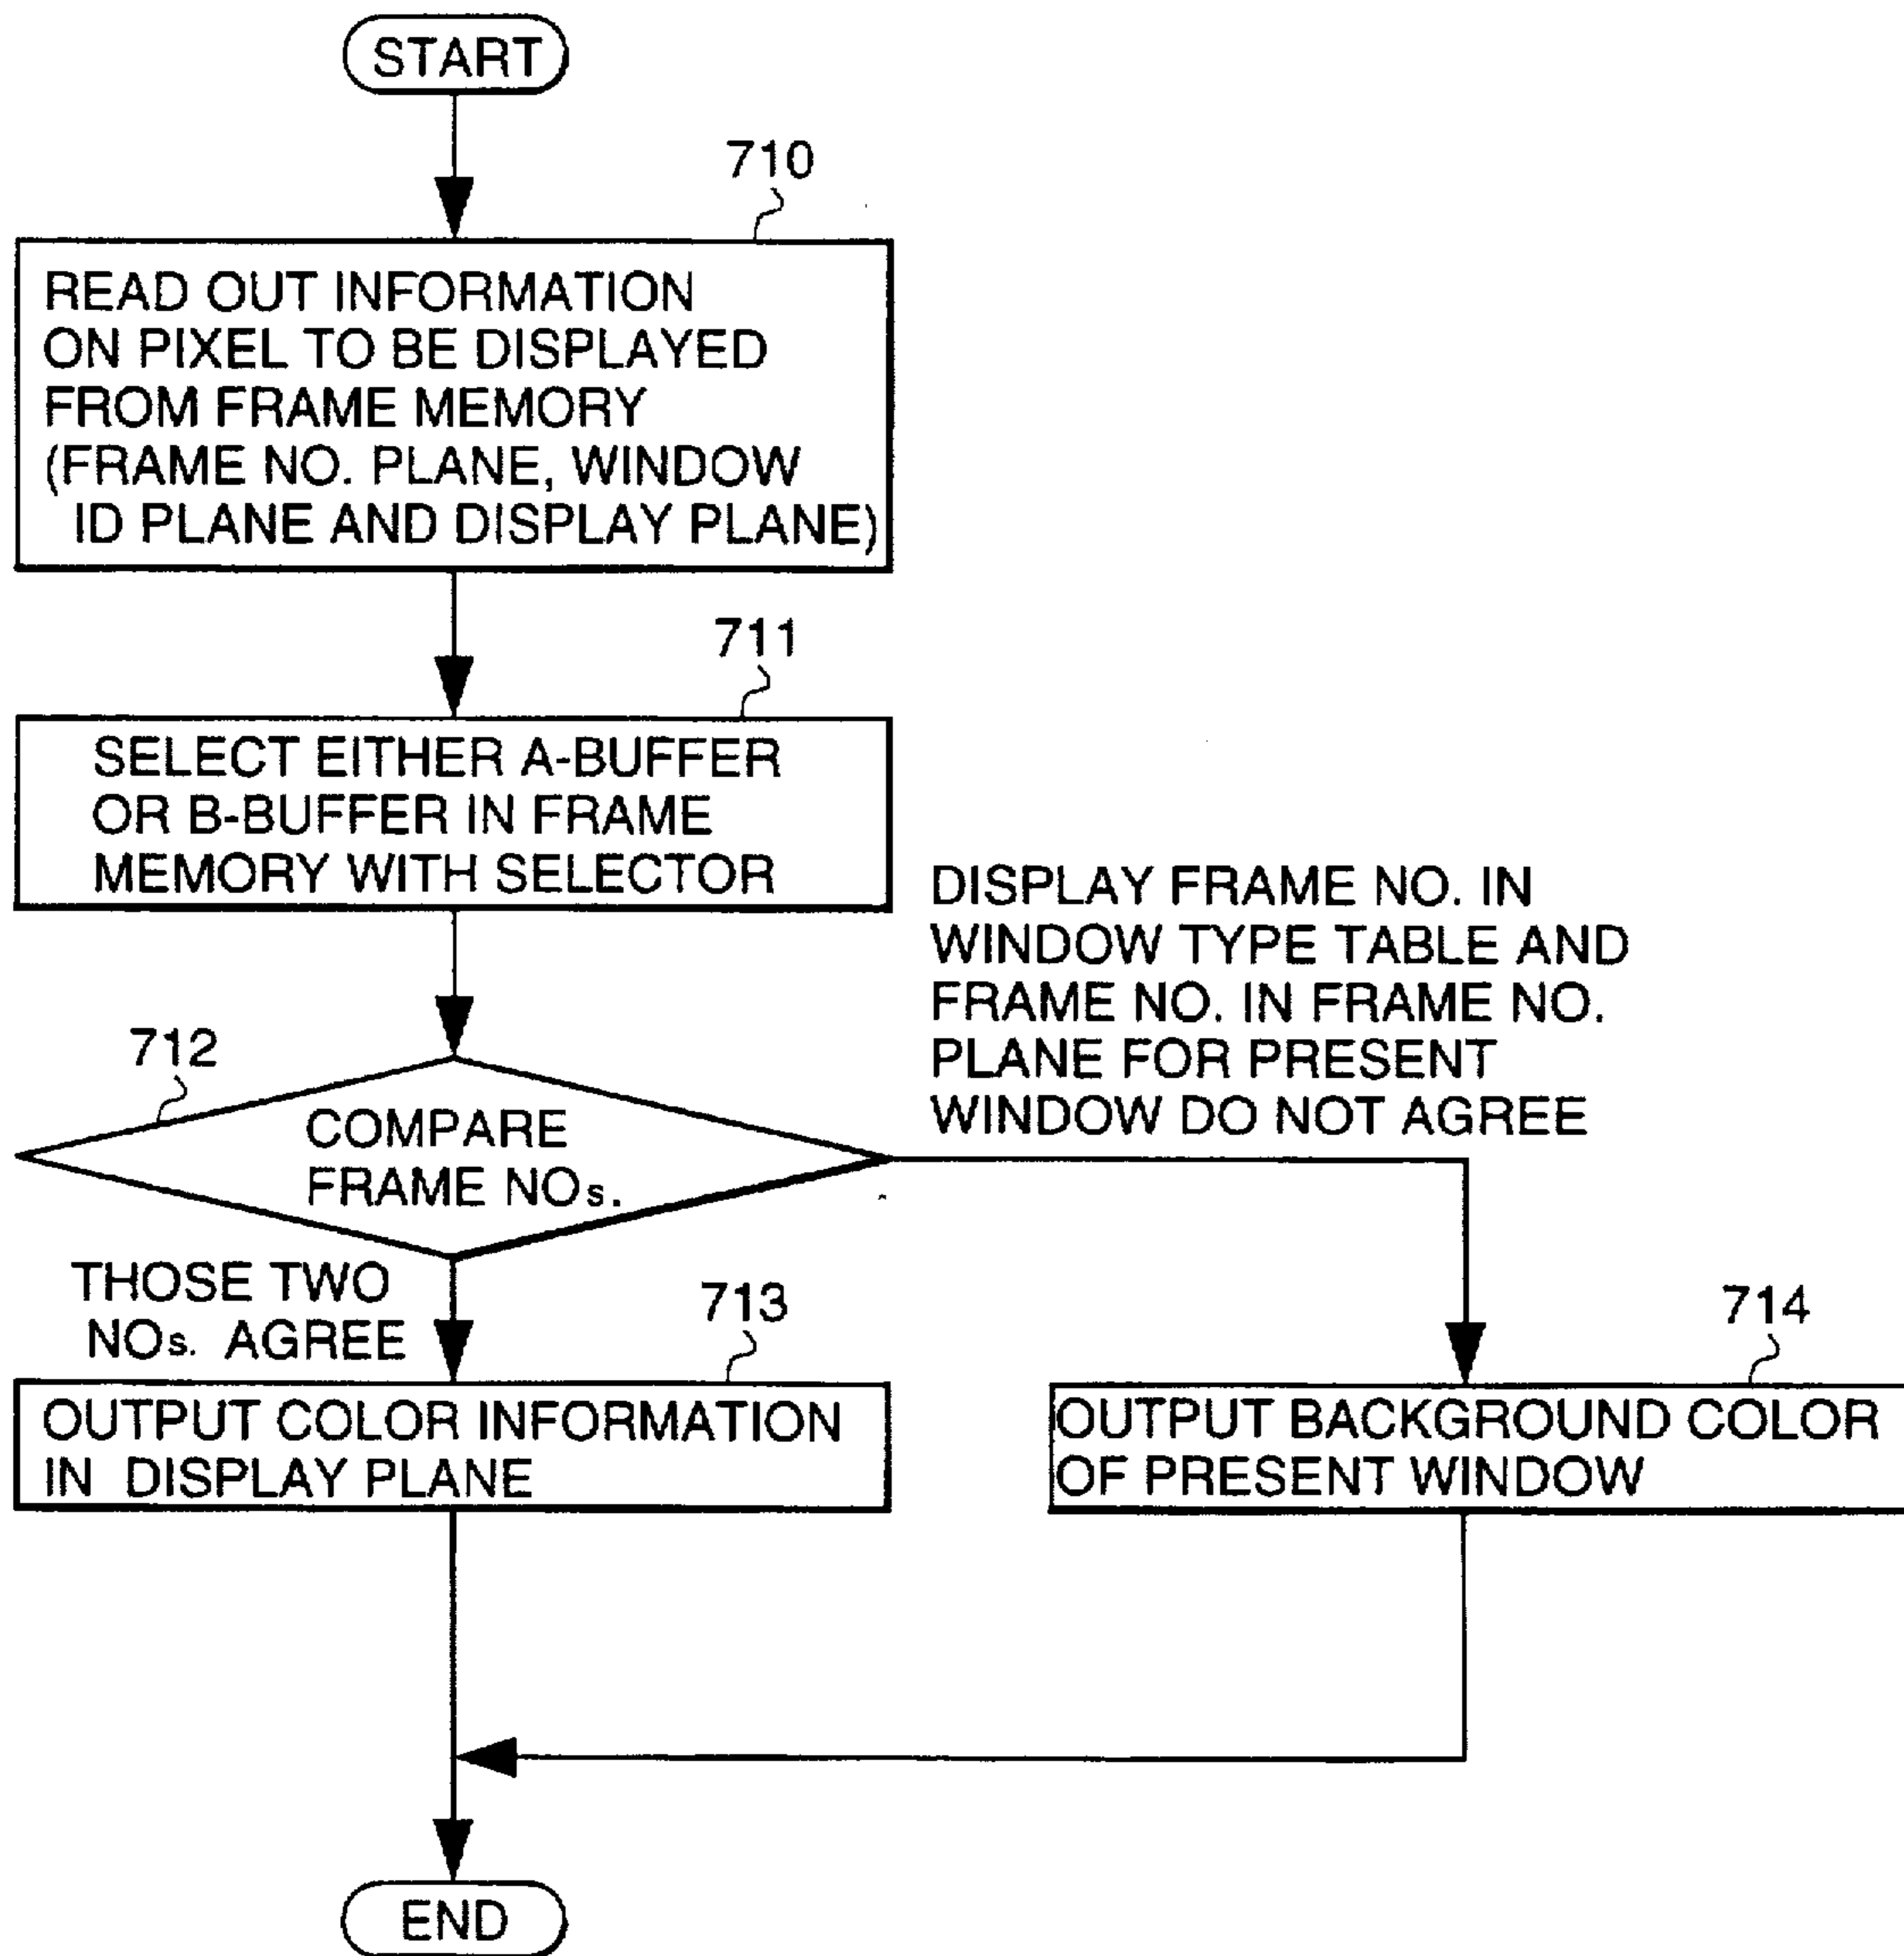 START
710
READ OUT INFORMATION
ON PIXEL TO BE DISPLAYED
FROM FRAME MEMORY
(FRAME NO. PLANE, WINDOW
ID PLANE AND DISPLAY PLANE)
711
SELECT EITHER A-BUFFER
OR B-BUFFER IN FRAME
MEMORY WITH SELECTOR
DISPLAY FRAME NO. IN
WINDOW TYPE TABLE AND
FRAME NO. IN FRAME NO.
PLANE FOR PRESENT
WINDOW DO NOT AGREE
712
COMPARE
FRAME NOs.
THOSE TWO
NOs. AGREE
713
OUTPUT COLOR INFORMATION
IN DISPLAY PLANE
714
OUTPUT BACKGROUND COLOR
OF PRESENT WINDOW
END